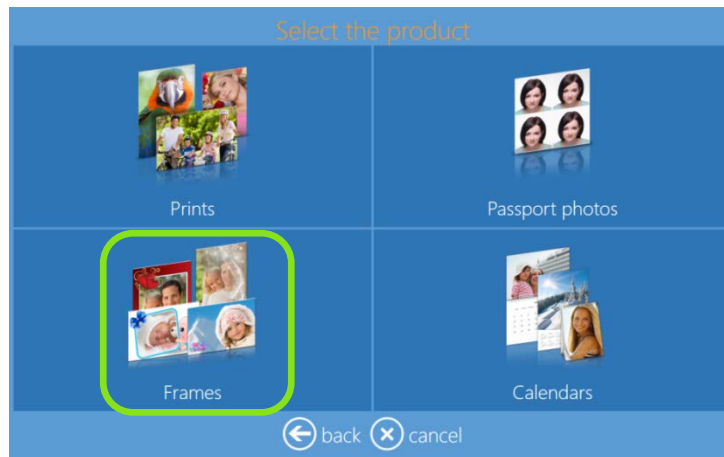 Select the product
Prints
Passport photos
Frames
Calendars
back
cancel